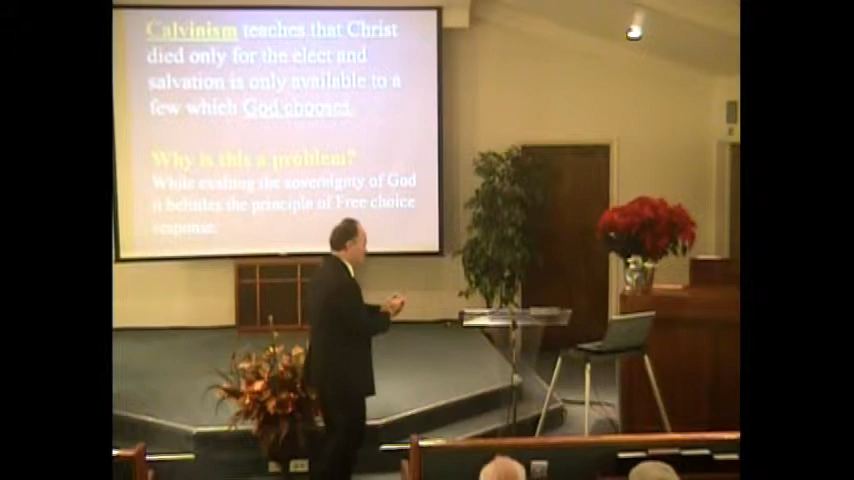 Calvinism teaches that Christ
died only for the elect and
salvation is only available to a
few which God chooses.
Why is this a problem?
While exalting the sovereignty of God
it belittles the principle of Free choice
response.